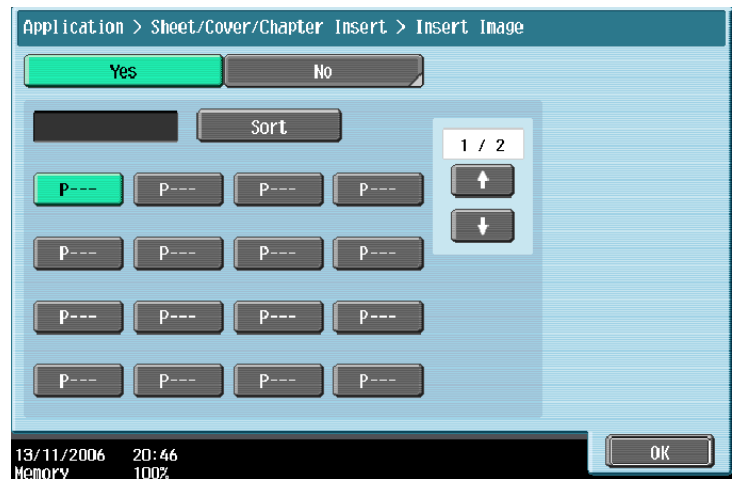 Application > Sheet/Cover/Chapter Insert > Insert Image
Yes No
Sort
1 / 2
P--- P--- P--- P---
P--- P--- P--- P---
P--- P--- P--- P---
P--- P--- P--- P---
OK
13/11/2006 20:46
Memory 100%